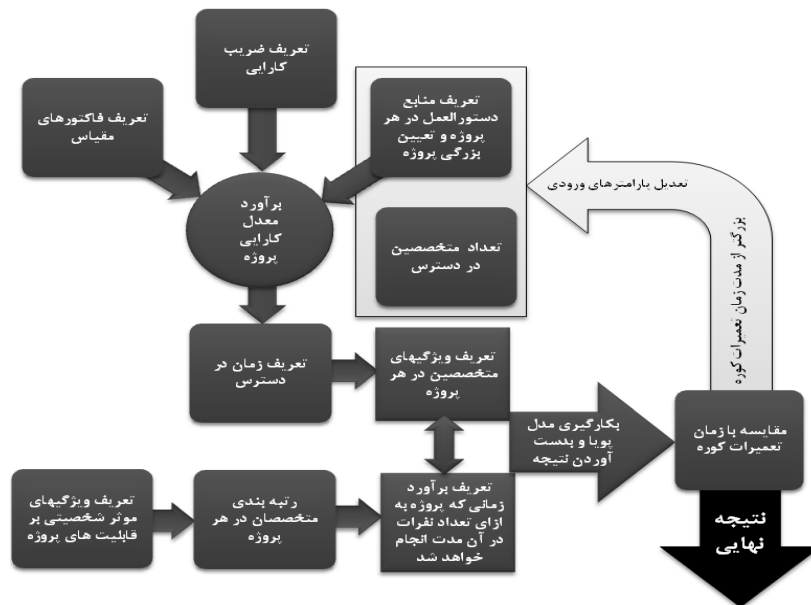 تعریف ضریب
کارایی
تعریف فاکتورهای
مقیاس
تعریف منابع
دستورالعمل در هر
پروژه و تعیین
بزرگی پروژه
تعداد متخصصین
در دسترس
برآورد
معدل
کارایی
پروژه
تعدیل پارامترهای ورودی
بزرگتر از مدت زمان تعمیرات کوره
تعریف زمان در
دسترس
تعریف ویژگیهای
متخصصین در هر
پروژه
بکارگیری مدل
پویا و بدست
آوردن نتیجه
مقایسه با زمان
تعمیرات کوره
تعریف ویژگیهای
موثر شخصیتی بر
قابلیت های پروژه
رتبه بندی
متخصصان در هر
پروژه
تعریف برآورد
زمانی که پروژه به
ازای تعداد نفرات
در آن مدت انجام
خواهد شد
نتیجه
نهایی